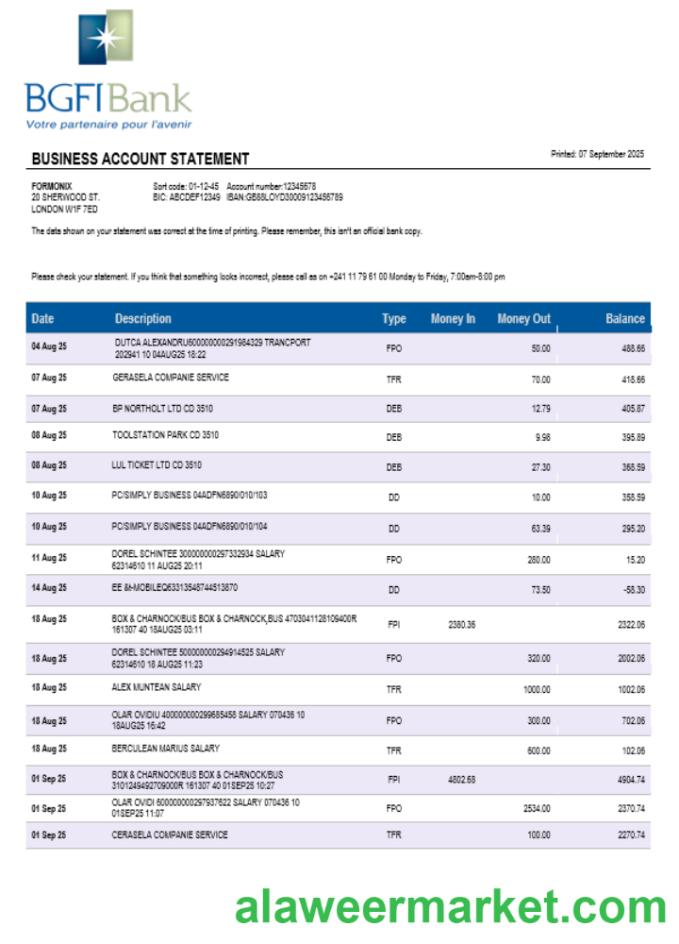 BGFIBank
Votre partenaire pour l'avenir
BUSINESS ACCOUNT STATEMENT
Printed: 07 September 2025
FORMONIX
20 SHERWOOD ST.
LONDON W1F 7ED
Sort code: 01-12-45 Account number:12345678
BIC: ABCDEF12349 IBAN:GB88LOYD30009123456789
The data shown on your statement was correct at the time of printing. Please remember, this isn't an official bank copy.
Please check your statement. If you think that something looks incorrect, please call as on +241 11 79 61 00 Monday to Friday, 7:00am-8:00 pm
Date Description Type Money In Money Out Balance
04 Aug 25 DUTCA ALEXANDRU600000000291984329 TRANCPORT FPO 50.00 488.66
202941 10 04AUG25 18:22
07 Aug 25 GERASELA COMPANIE SERVICE TFR 70.00 418.66
07 Aug 25 BP NORTHOLT LTD CD 3510 DEB 12.79 405.87
08 Aug 25 TOOLSTATION PARK CD 3510 DEB 9.98 395.89
08 Aug 25 LUL TICKET LTD CD 3510 DEB 27.30 368.59
10 Aug 25 PC/SIMPLY BUSINESS 04ADFN6890/010/103 DD 10.00 358.59
10 Aug 25 PC/SIMPLY BUSINESS 04ADFN6890/010/104 DD 63.39 295.20
11 Aug 25 DOREL SCHINTEE 300000000297332934 SALARY FPO 280.00 15.20
62314610 11 AUG25 20:11
14 Aug 25 EE &t-MOBILEQ63313548744513870 DD 73.50 -58.30
18 Aug 25 BOX & CHARNOCK/BUS BOX & CHARNOCK,BUS 4703041128109400R FPI 2380.36 2322.06
161307 40 18AUG25 03:11
18 Aug 25 DOREL SCHINTEE 500000000294914525 SALARY FPO 320.00 2002.06
62314610 18 AUG25 11:23
18 Aug 25 ALEX MUNTEAN SALARY TFR 1000.00 1002.06
18 Aug 25 OLAR OVIDIU 400000000299685458 SALARY 070436 10 FPO 300.00 702.06
18AUG25 16:42
18 Aug 25 BERCULEAN MARIUS SALARY TFR 600.00 102.06
01 Sep 25 BOX & CHARNOCK/BUS BOX & CHARNOCK/BUS FPI 4802.68 4904.74
3101249492709000R 161307 40 01SEP25 10:27
01 Sep 25 OLAR OVIDI 600000000297937622 SALARY 070436 10 FPO 2534.00 2370.74
01SEP25 11:07
01 Sep 25 CERASELA COMPANIE SERVICE TFR 100.00 2270.74
alaweermarket.com